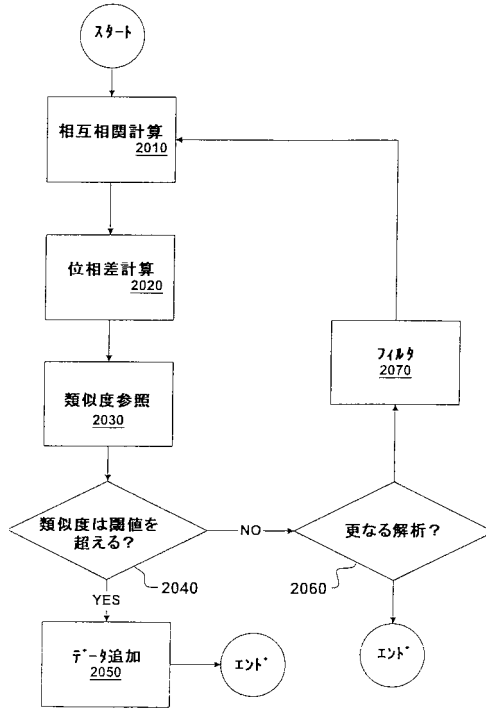 ｽﾀｰﾄ
相互相関計算
2010
位相差計算
2020
ﾌｨﾙﾀ
2070
類似度参照
2030
類似度は閾値を
超える？
NO
更なる解析？
2040
2060
YES
ﾃﾞｰﾀ追加
2050
ｴﾝﾄﾞ
ｴﾝﾄﾞ